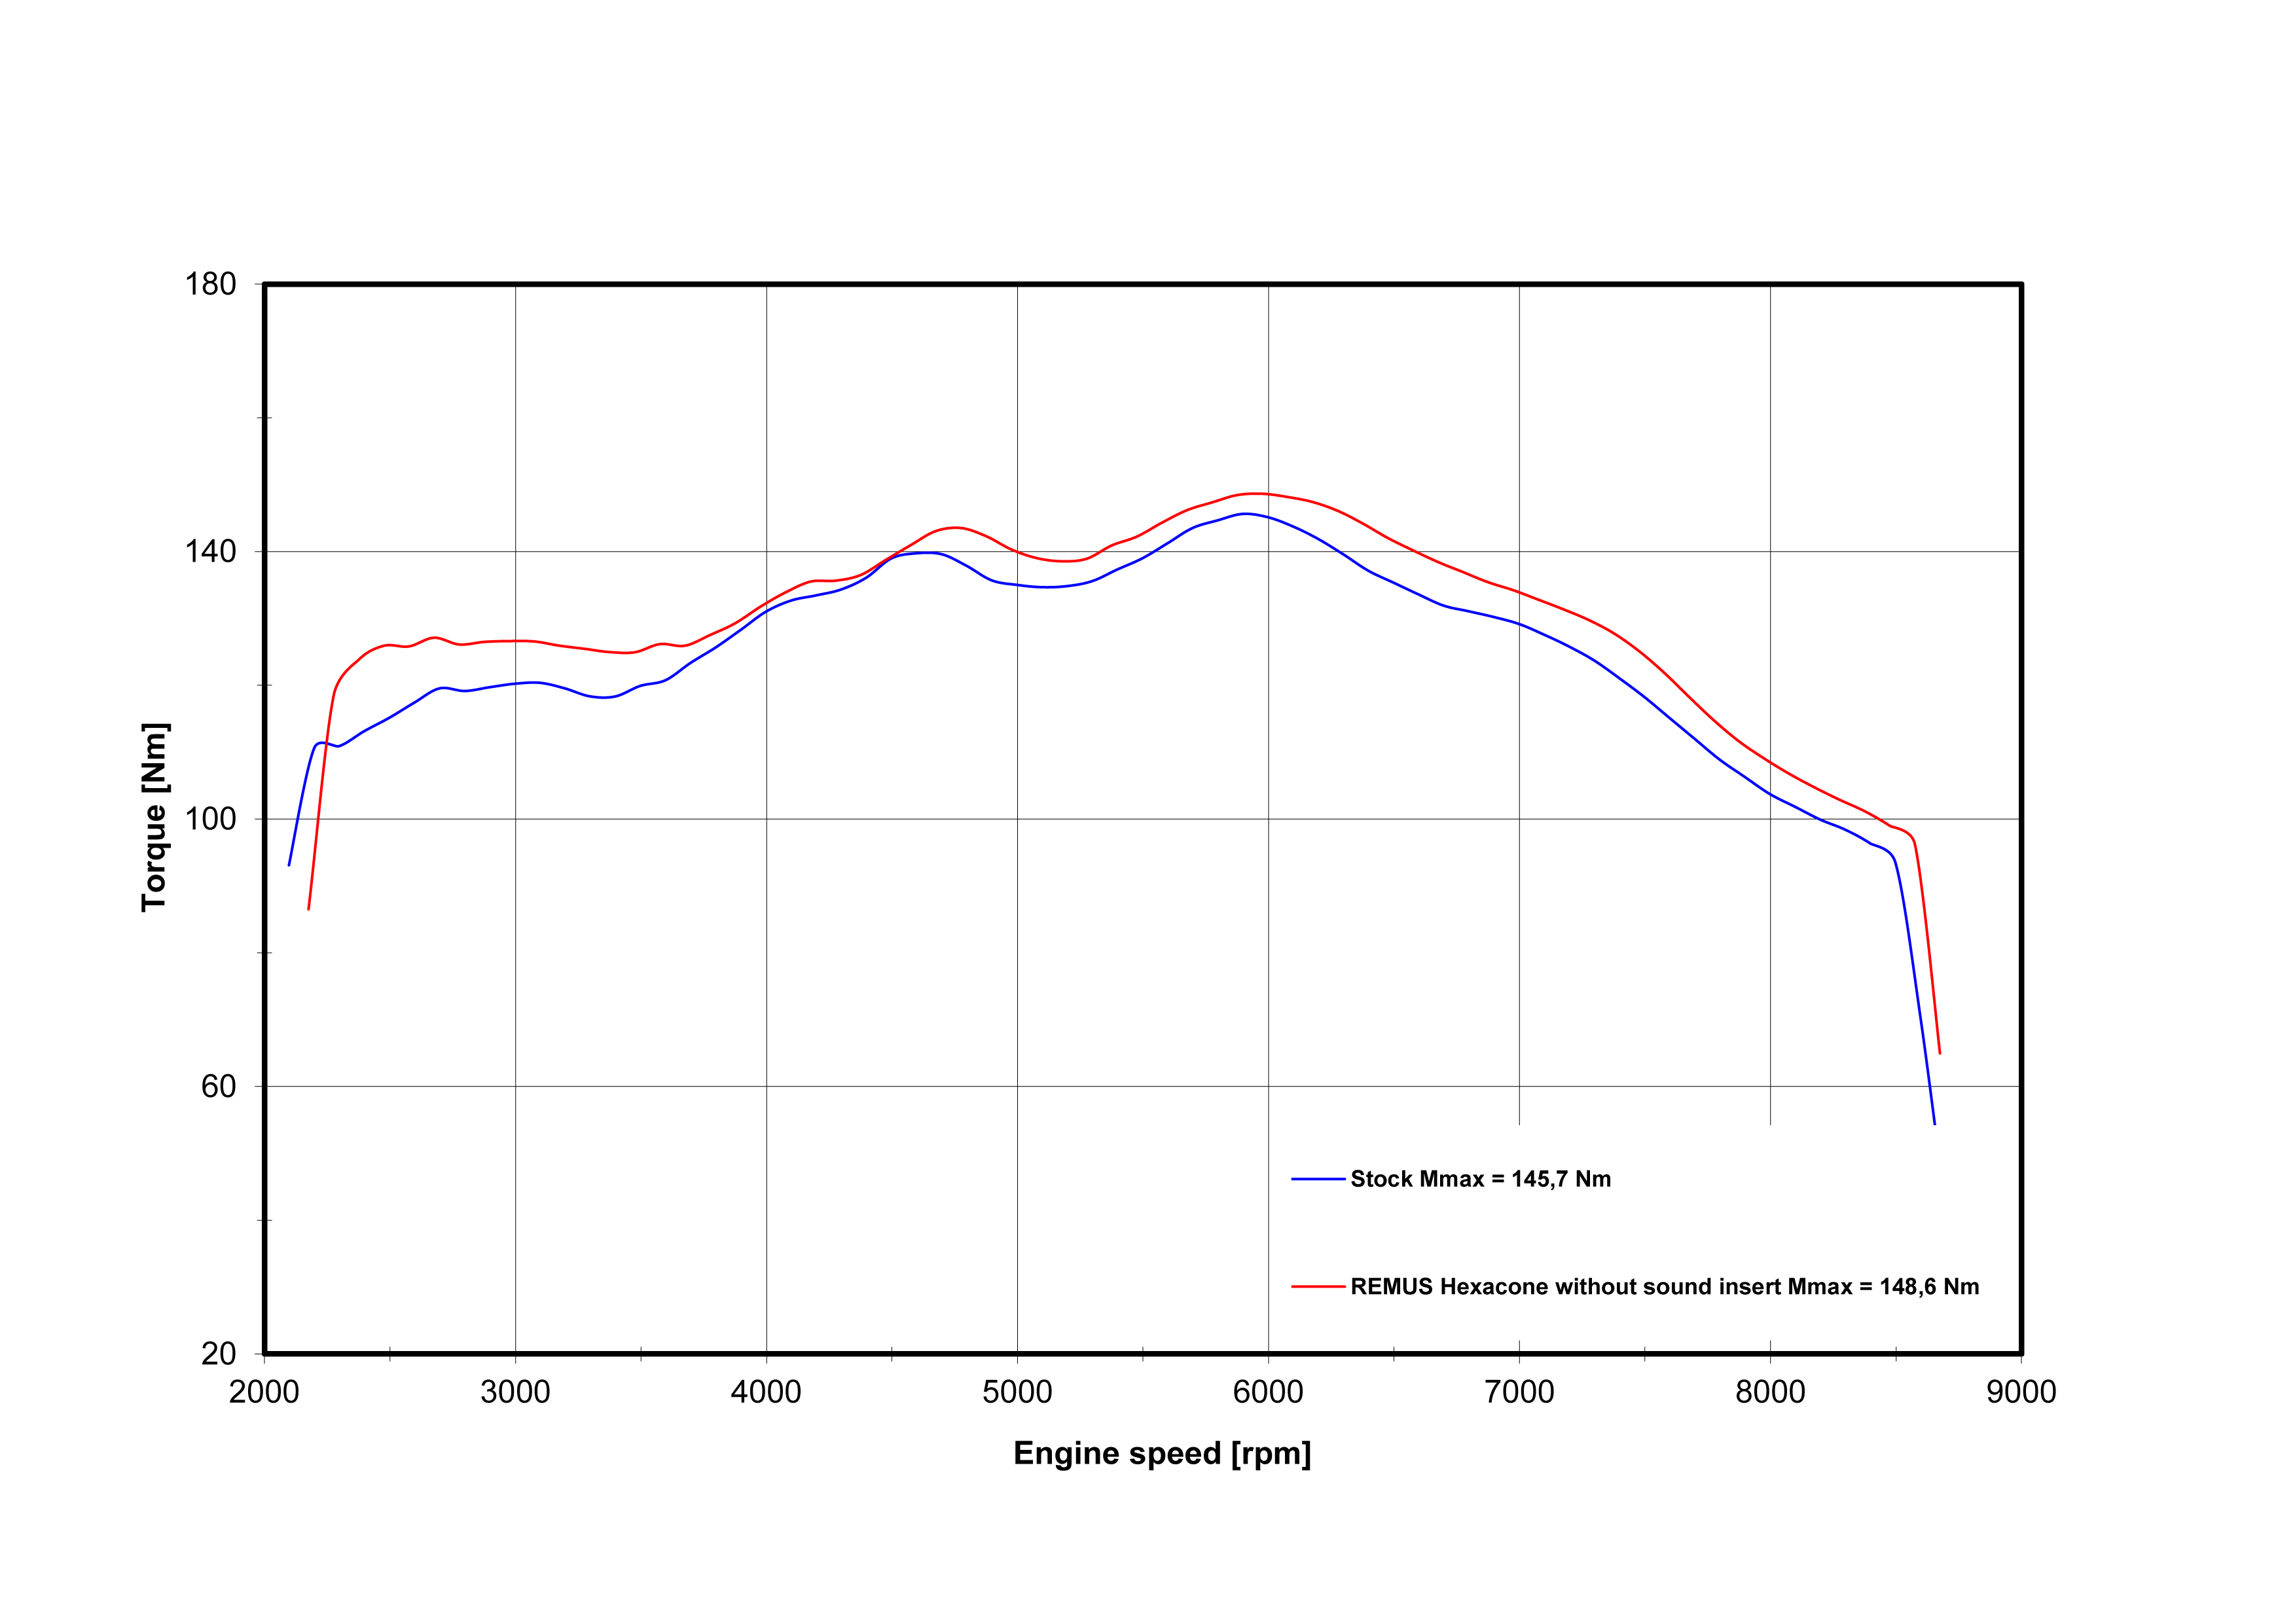 180
140
100
60
20
Torque [Nm]
2000 3000 4000 5000 6000 7000 8000 9000
Engine speed [rpm]
Stock Mmax = 145,7 Nm
REMUS Hexacone without sound insert Mmax = 148,6 Nm